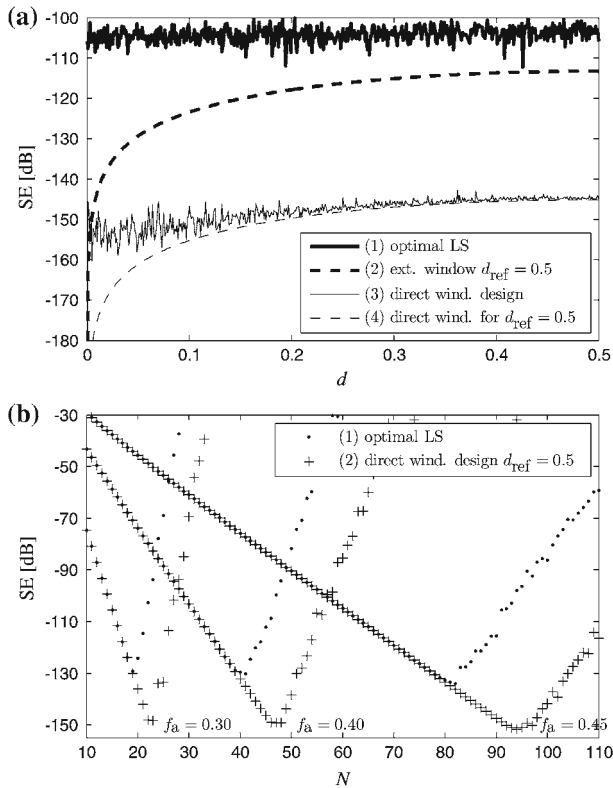 (a)
-100
-110
-120
-130
-140
-150
-160
-170
-180
SE [dB]
(1) optimal LS
(2) ext. window d_ref = 0.5
(3) direct wind. design
(4) direct wind. for d_ref = 0.5
0 0.1 0.2 0.3 0.4 0.5
d
(b)
-30
-50
-70
-90
-110
-130
-150
SE [dB]
(1) optimal LS
(2) direct wind. design d_ref = 0.5
f_a = 0.30 f_a = 0.40 f_a = 0.45
10 20 30 40 50 60 70 80 90 100 110
N